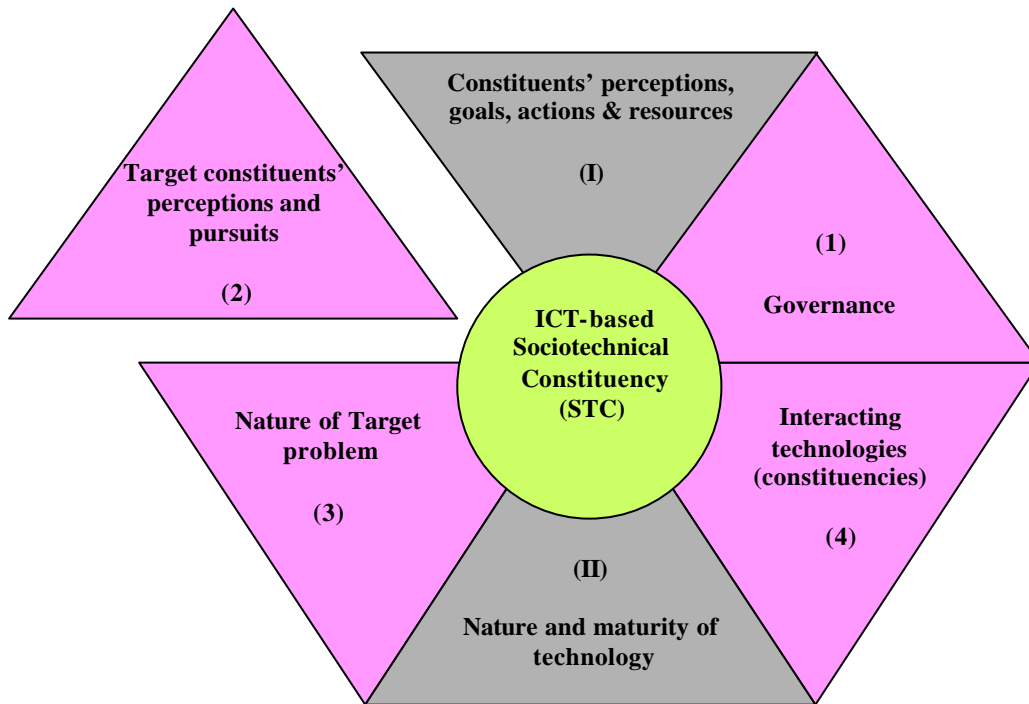 Constituents’ perceptions,
goals, actions & resources
(I)
Target constituents’
perceptions and
pursuits
(2)
(1)
Governance
ICT-based
Sociotechnical
Constituency
(STC)
Nature of Target
problem
(3)
Interacting
technologies
(constituencies)
(4)
(II)
Nature and maturity of
technology